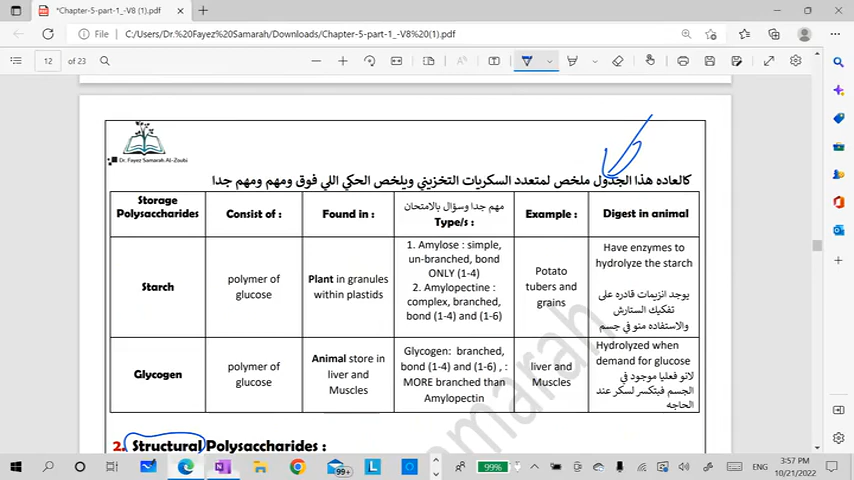 *Chapter-5-part-1_-V8 (1).pdf
File
C:/Users/Dr.%20Fayez%20Samarah/Downloads/Chapter-5-part-1_-V8%20(1).pdf
12 of 23
Dr. Fayez Samarah Al-Zoubi
كالعاده هذا الجدول ملخص لمتعدد السكريات التخزيني ويلخص الحكي اللي فوق ومهم ومهم جدا
Storage Polysaccharides
Consist of :
Found in :
مهم جدا وسؤال بالامتحان
Type/s :
Example :
Digest in animal
Starch
polymer of
glucose
Plant in granules
within plastids
1. Amylose : simple,
un-branched, bond
ONLY (1-4)
2. Amylopectine :
complex, branched,
bond (1-4) and (1-6)
Potato
tubers and
grains
Have enzymes to
hydrolyze the starch
يوجد انزيمات قادره على
تفكيك الستارش
والاستفاده منو في جسم
Glycogen
polymer of
glucose
Animal store in
liver and
Muscles
Glycogen: branched,
bond (1-4) and (1-6) , :
MORE branched than
Amylopectin
liver and
Muscles
Hydrolyzed when
demand for glucose
لانو فعليا موجود في
الجسم فبتكسر لسكر عند
الحاجه
2. Structural Polysaccharides :
99+
99%
ENG
3:57 PM
10/21/2022